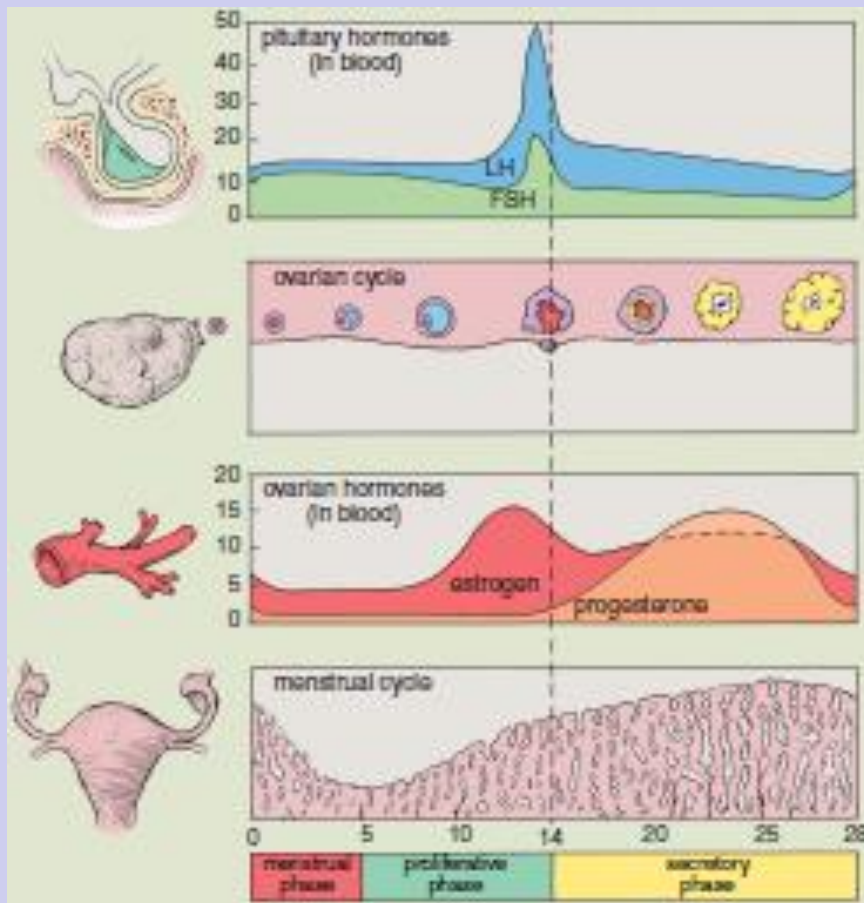 50
pituitary hormones
(in blood)
40
30
20
10
0
LH
FSH
ovarian cycle
20
ovarian hormones
(in blood)
15
10
5
0
estrogen
progesterone
menstrual cycle
0 5 10 14 20 25 28
menstrual
phase
proliferative
phase
secretory
phase